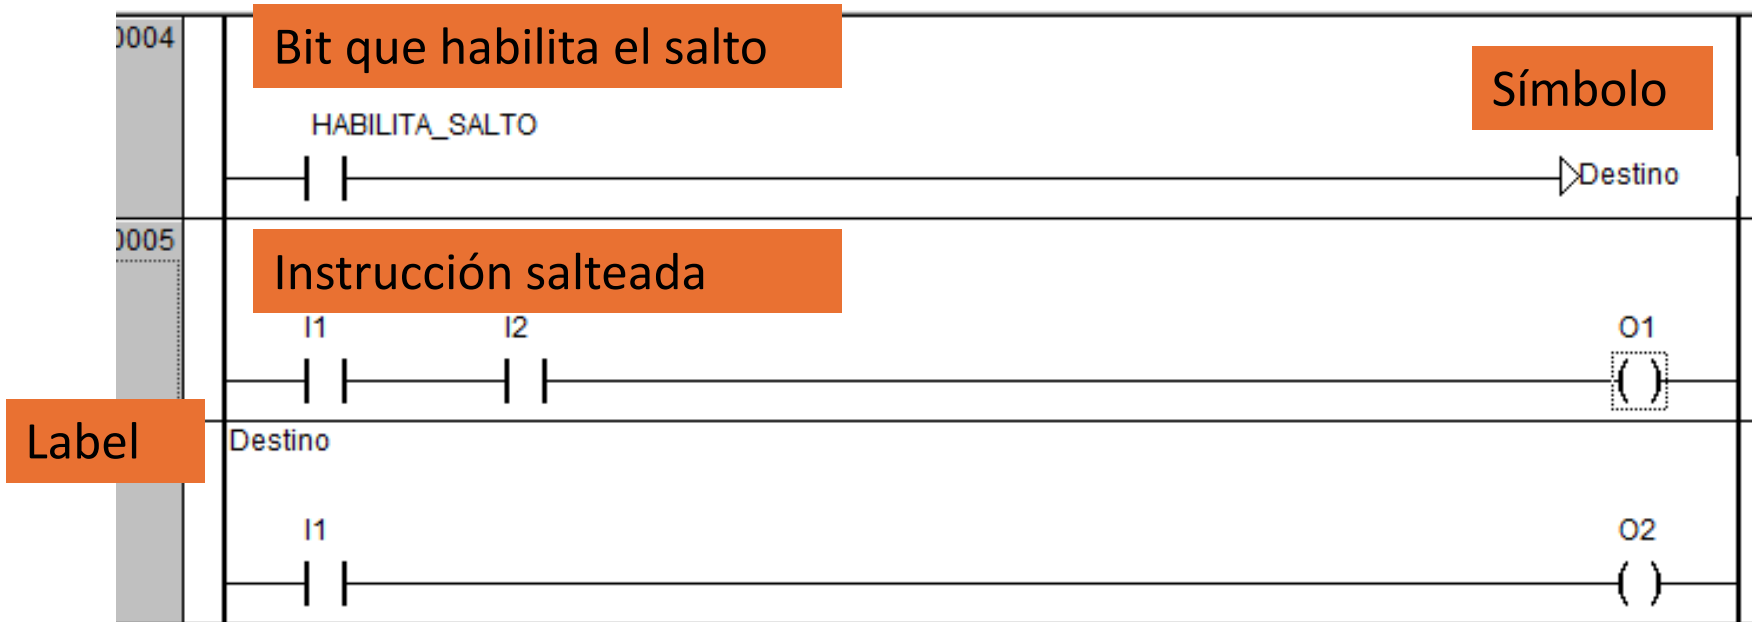 0004
Bit que habilita el salto
Símbolo
HABILITA_SALTO
Destino
0005
Instrucción salteada
I1 I2 O1
Label
Destino
I1 O2